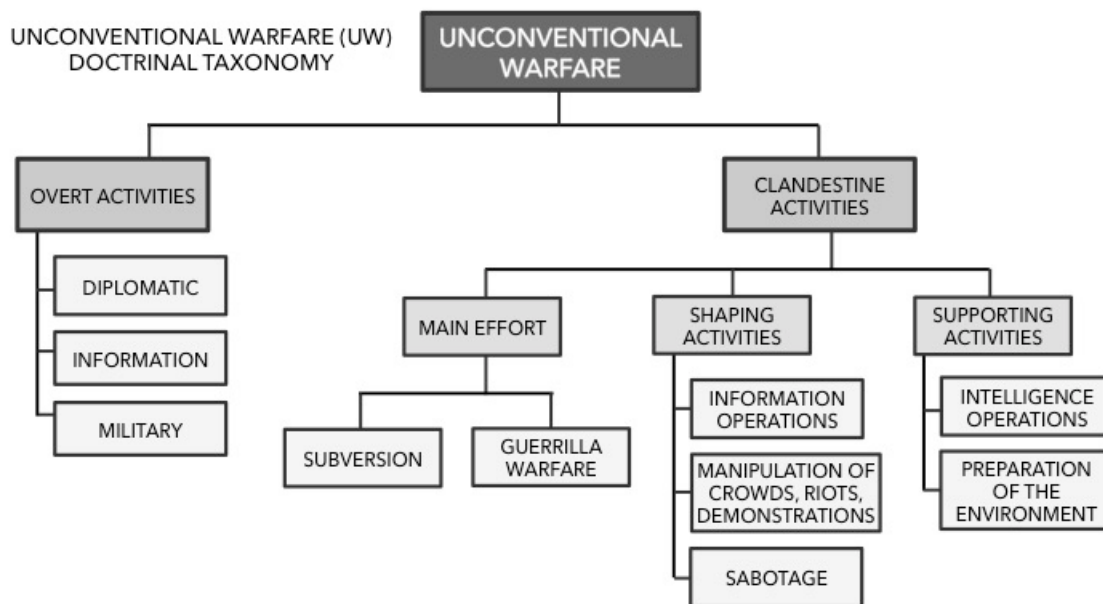 UNCONVENTIONAL WARFARE (UW)
DOCTRINAL TAXONOMY
UNCONVENTIONAL
WARFARE
OVERT ACTIVITIES
DIPLOMATIC
INFORMATION
MILITARY
CLANDESTINE
ACTIVITIES
MAIN EFFORT
SUBVERSION
GUERRILLA
WARFARE
SHAPING
ACTIVITIES
INFORMATION
OPERATIONS
MANIPULATION OF
CROWDS, RIOTS,
DEMONSTRATIONS
SABOTAGE
SUPPORTING
ACTIVITIES
INTELLIGENCE
OPERATIONS
PREPARATION
OF THE
ENVIRONMENT